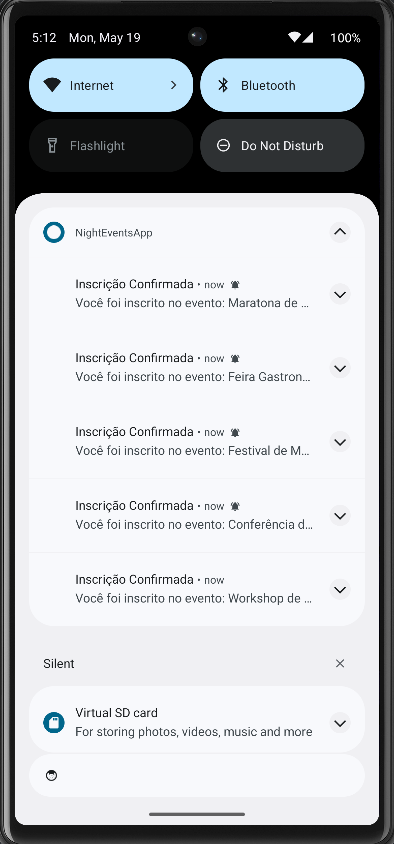 5:12 Mon, May 19 100%
Internet Bluetooth
Flashlight Do Not Disturb
NightEventsApp
Inscrição Confirmada • now
Você foi inscrito no evento: Maratona de ...
Inscrição Confirmada • now
Você foi inscrito no evento: Feira Gastron...
Inscrição Confirmada • now
Você foi inscrito no evento: Festival de M...
Inscrição Confirmada • now
Você foi inscrito no evento: Conferência d...
Inscrição Confirmada • now
Você foi inscrito no evento: Workshop de ...
Silent
Virtual SD card
For storing photos, videos, music and more